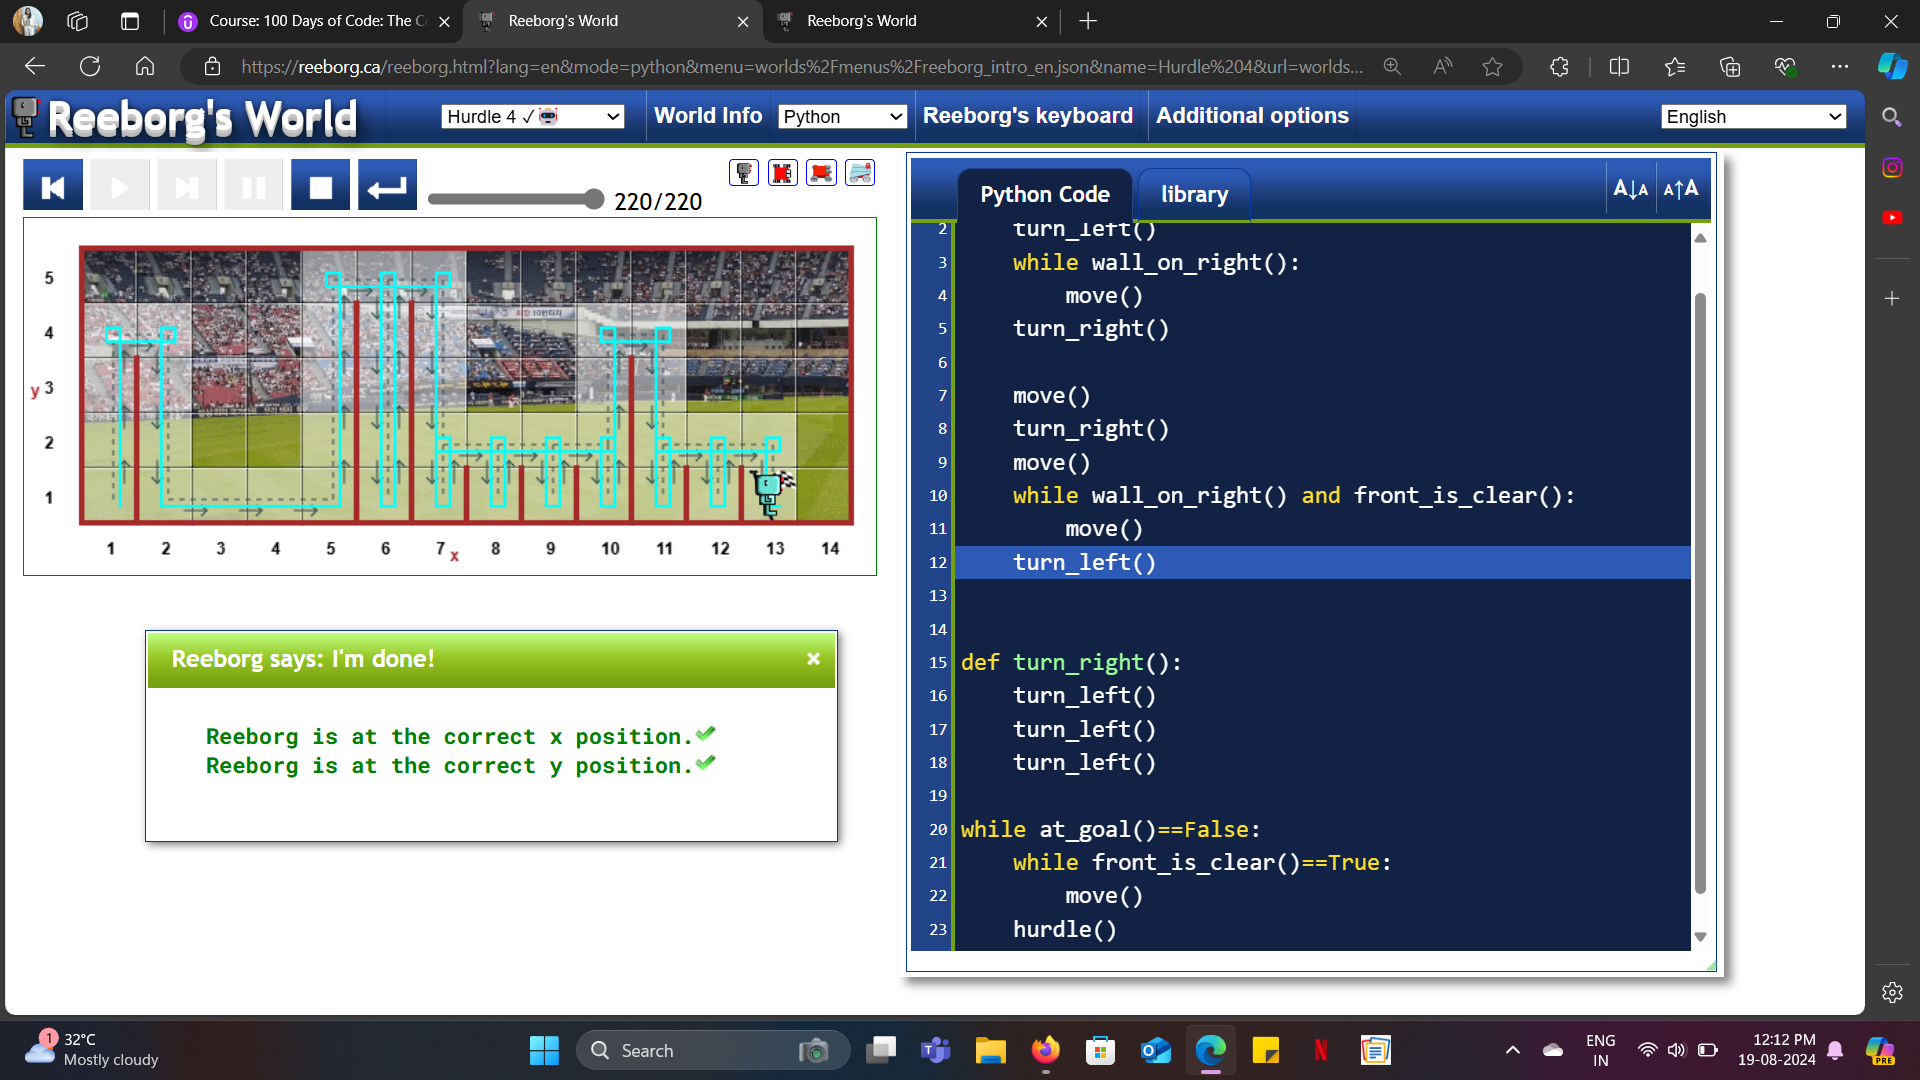 Course: 100 Days of Code: The C
Reeborg's World
Reeborg's World
https://reeborg.ca/reeborg.html?lang=en&mode=python&menu=worlds%2Fmenus%2Freeborg_intro_en.json&name=Hurdle%204&url=worlds...
Reeborg's World
Hurdle 4 ✓
World Info
Python
Reeborg's keyboard
Additional options
English
220/220
Python Code
library
A↓A
A↑A
2 turn_left()
3 while wall_on_right():
4 move()
5 turn_right()
6
7 move()
8 turn_right()
9 move()
10 while wall_on_right() and front_is_clear():
11 move()
12 turn_left()
13
14
15 def turn_right():
16 turn_left()
17 turn_left()
18 turn_left()
19
20 while at_goal()==False:
21 while front_is_clear()==True:
22 move()
23 hurdle()
5
4
y 3
2
1
1 2 3 4 5 6 7 x 8 9 10 11 12 13 14
Reeborg says: I'm done!
×
Reeborg is at the correct x position.
Reeborg is at the correct y position.
1
32°C
Mostly cloudy
Search
ENG
IN
12:12 PM
19-08-2024
PRE